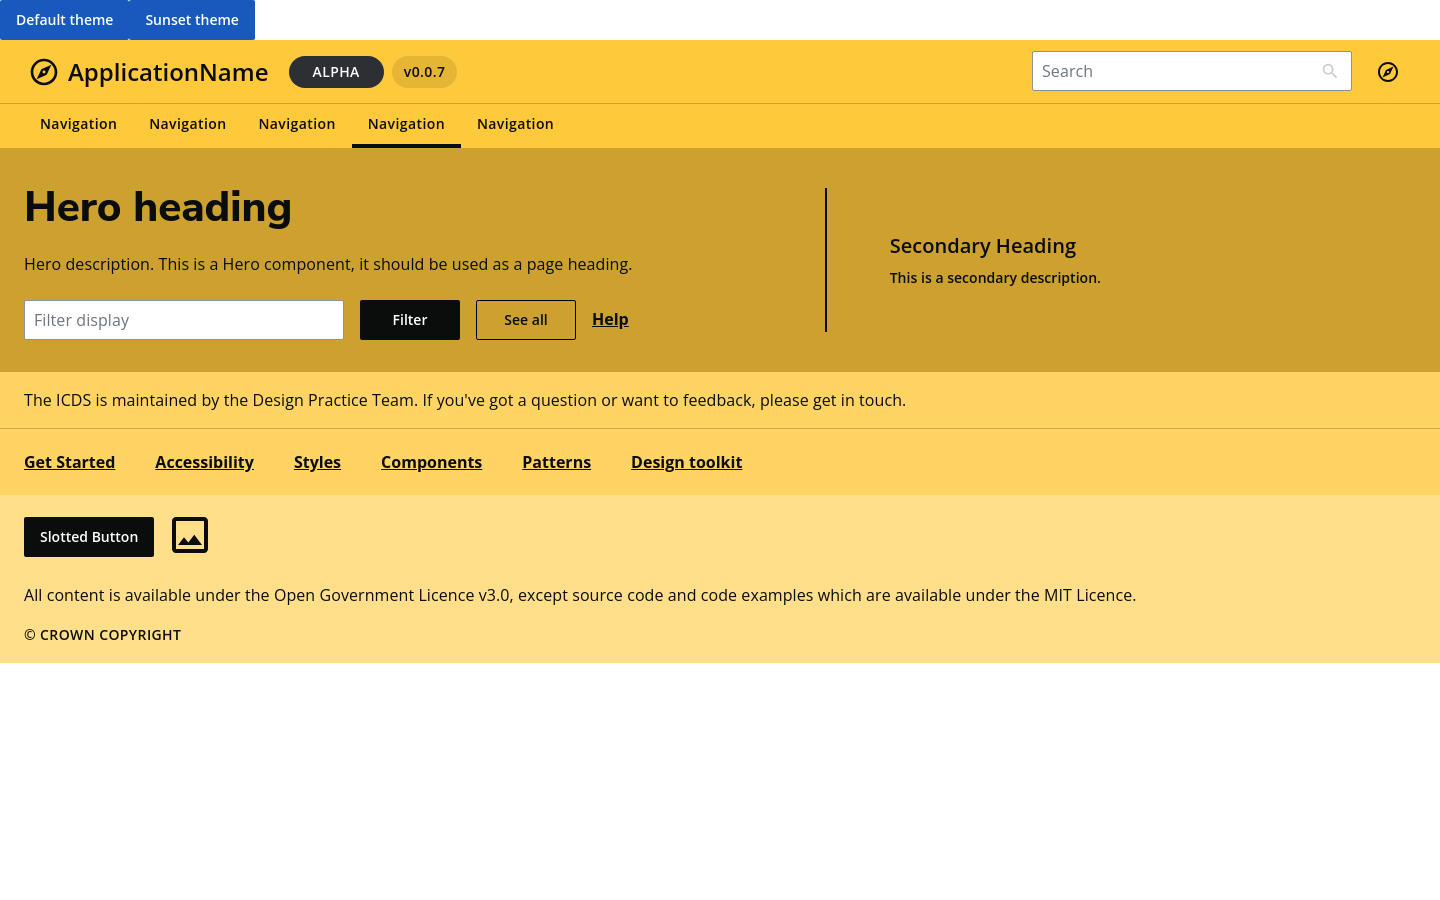 Default theme Sunset theme
ApplicationName ALPHA v0.0.7 Search
Navigation Navigation Navigation Navigation Navigation
Hero heading
Hero description. This is a Hero component, it should be used as a page heading.
Filter display Filter See all Help
Secondary Heading
This is a secondary description.
The ICDS is maintained by the Design Practice Team. If you've got a question or want to feedback, please get in touch.
Get Started Accessibility Styles Components Patterns Design toolkit
Slotted Button
All content is available under the Open Government Licence v3.0, except source code and code examples which are available under the MIT Licence.
© CROWN COPYRIGHT